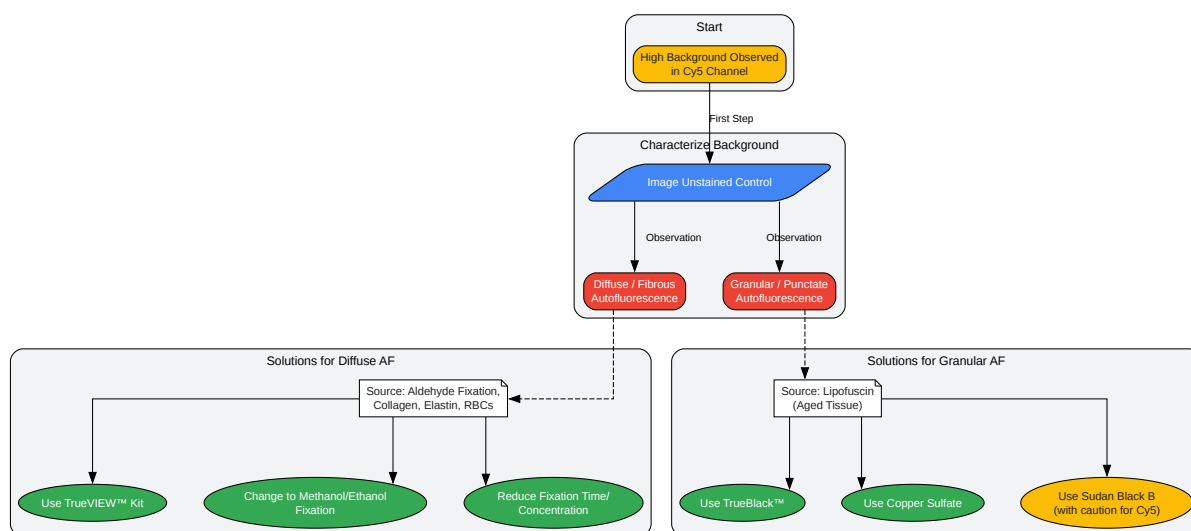 Start
High Background Observed
in Cy5 Channel
First Step
Characterize Background
Image Unstained Control
Observation
Observation
Diffuse / Fibrous
Autofluorescence
Granular / Punctate
Autofluorescence
Solutions for Diffuse AF
Source: Aldehyde Fixation,
Collagen, Elastin, RBCs
Use TrueVIEW™ Kit
Change to Methanol/Ethanol
Fixation
Reduce Fixation Time/
Concentration
Solutions for Granular AF
Source: Lipofuscin
(Aged Tissue)
Use TrueBlack™
Use Copper Sulfate
Use Sudan Black B
(with caution for Cy5)